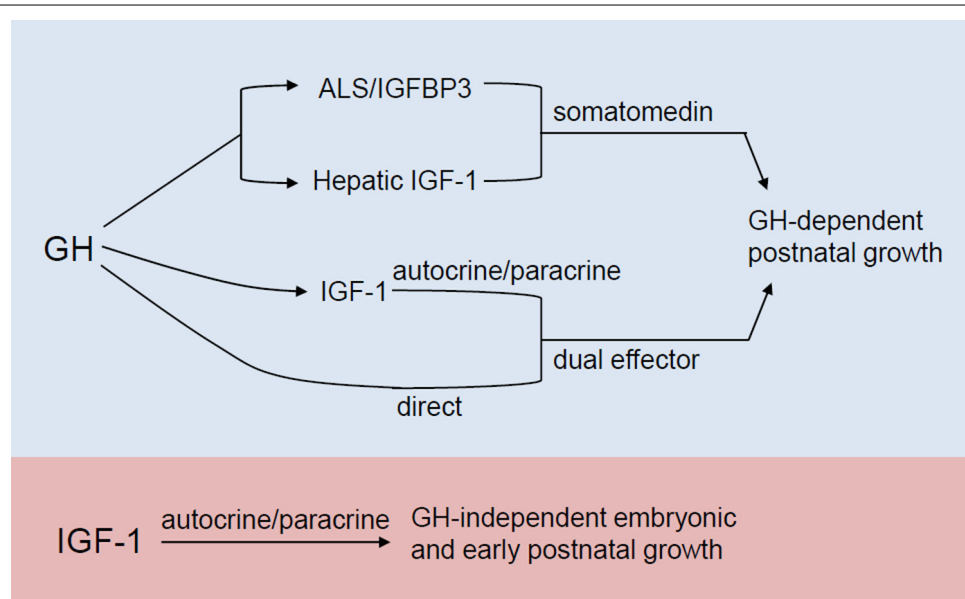 ALS/IGFBP3
somatomedin
Hepatic IGF-1
GH-dependent
postnatal growth
GH
autocrine/paracrine
IGF-1
dual effector
direct
IGF-1
autocrine/paracrine
GH-independent embryonic
and early postnatal growth